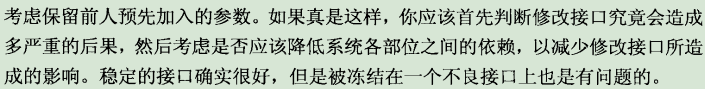 考虑保留前人预先加入的参数。如果真是这样，你应该首先判断修改接口究竟会造成
多严重的后果，然后考虑是否应该降低系统各部位之间的依赖，以减少修改接口所造
成的影响。稳定的接口确实很好，但是被冻结在一个不良接口上也是有问题的。